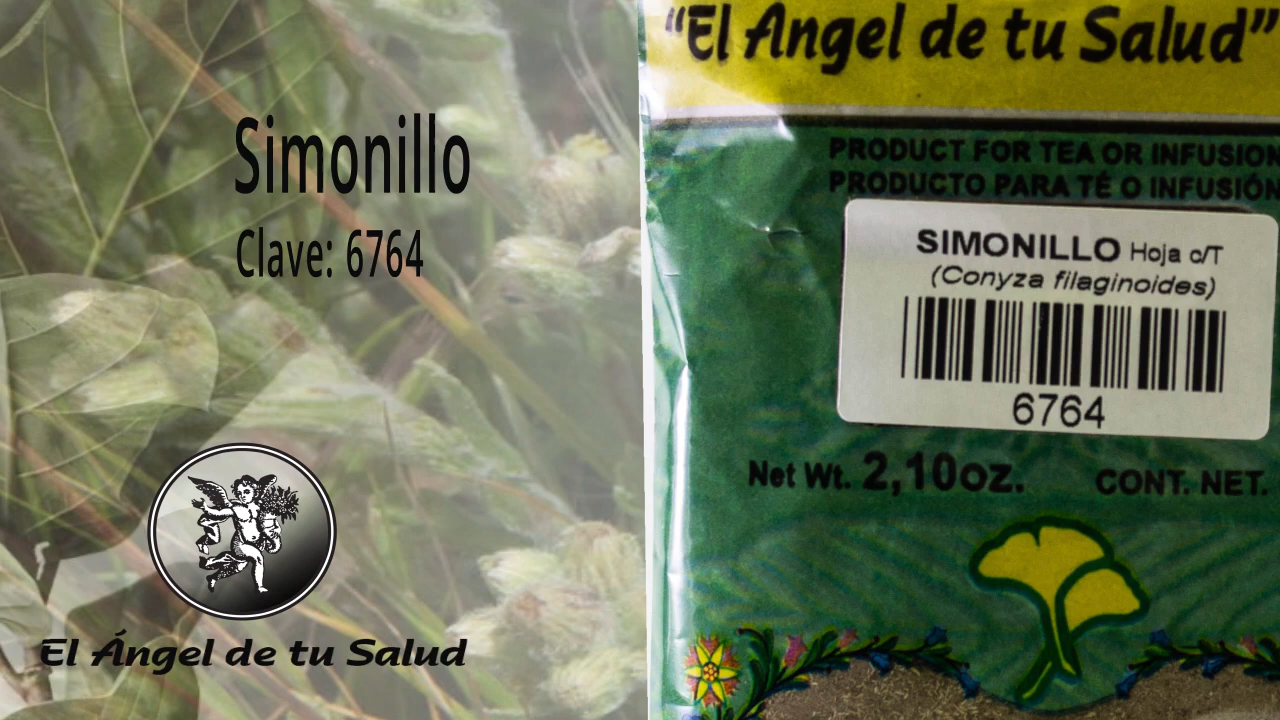 Simonillo
Clave: 6764
El Ángel de tu Salud
"El Angel de tu Salud"
PRODUCT FOR TEA OR INFUSION
PRODUCTO PARA TÉ O INFUSIÓN
SIMONILLO Hoja c/T
(Conyza filaginoides)
6764
Net Wt. 2,10oz. CONT. NET.